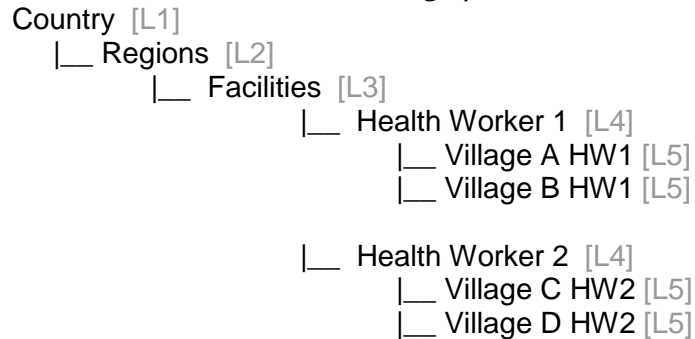 Country [L1]
|__ Regions [L2]
|__ Facilities [L3]
|__ Health Worker 1 [L4]
|__ Village A HW1 [L5]
|__ Village B HW1 [L5]
|__ Health Worker 2 [L4]
|__ Village C HW2 [L5]
|__ Village D HW2 [L5]